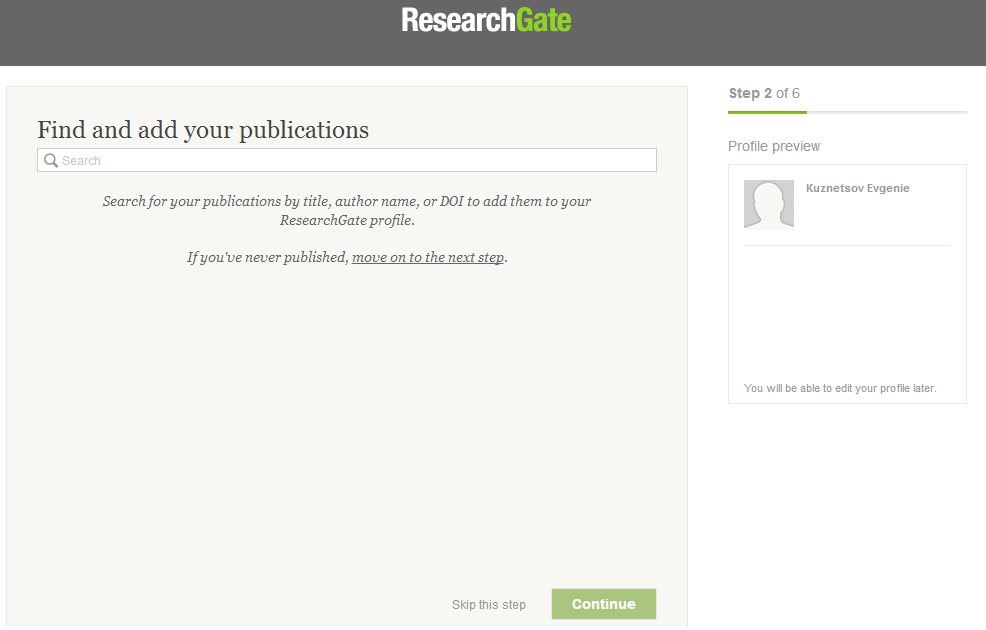 ResearchGate
Find and add your publications
Search
Search for your publications by title, author name, or DOI to add them to your
ResearchGate profile.
If you've never published, move on to the next step.
Skip this step
Continue
Step 2 of 6
Profile preview
Kuznetsov Evgenie
You will be able to edit your profile later.